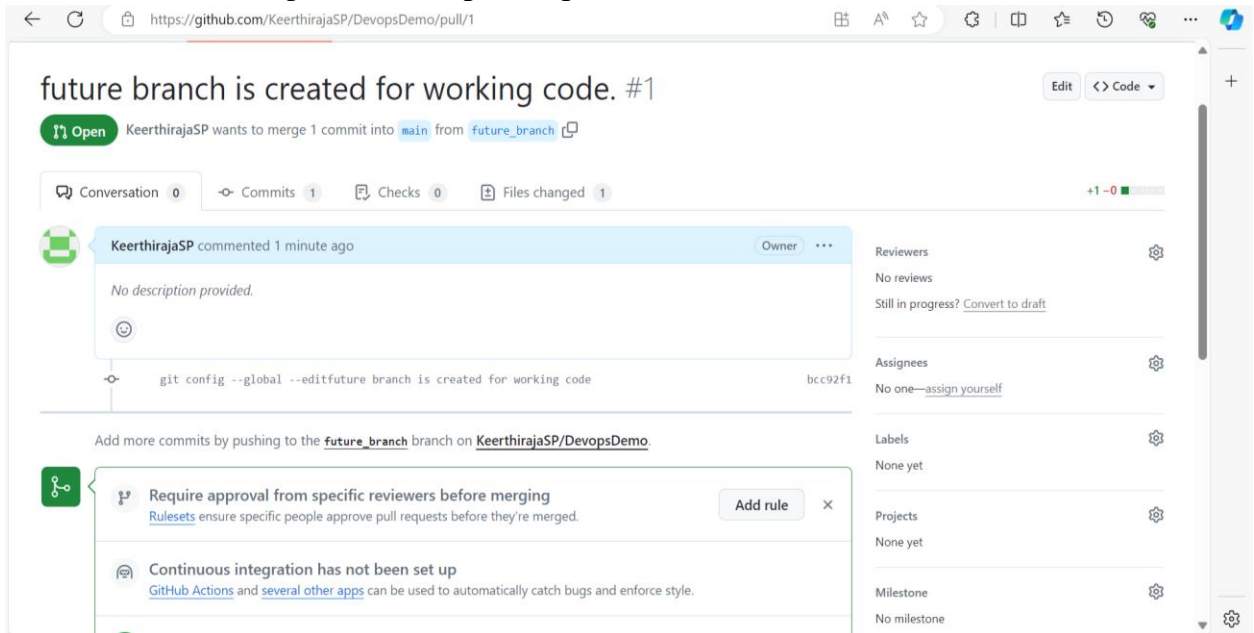 https://github.com/KeerthirajaSP/DevopsDemo/pull/1
future branch is created for working code. #1
Edit <> Code
Open KeerthirajaSP wants to merge 1 commit into main from future_branch
Conversation 0 Commits 1 Checks 0 Files changed 1 +1 −0
KeerthirajaSP commented 1 minute ago Owner ...
No description provided.
git config --global --editfuture branch is created for working code bcc92f1
Add more commits by pushing to the future_branch branch on KeerthirajaSP/DevopsDemo.
Require approval from specific reviewers before merging
Rulesets ensure specific people approve pull requests before they're merged.
Add rule
Continuous integration has not been set up
GitHub Actions and several other apps can be used to automatically catch bugs and enforce style.
Reviewers
No reviews
Still in progress? Convert to draft
Assignees
No one—assign yourself
Labels
None yet
Projects
None yet
Milestone
No milestone